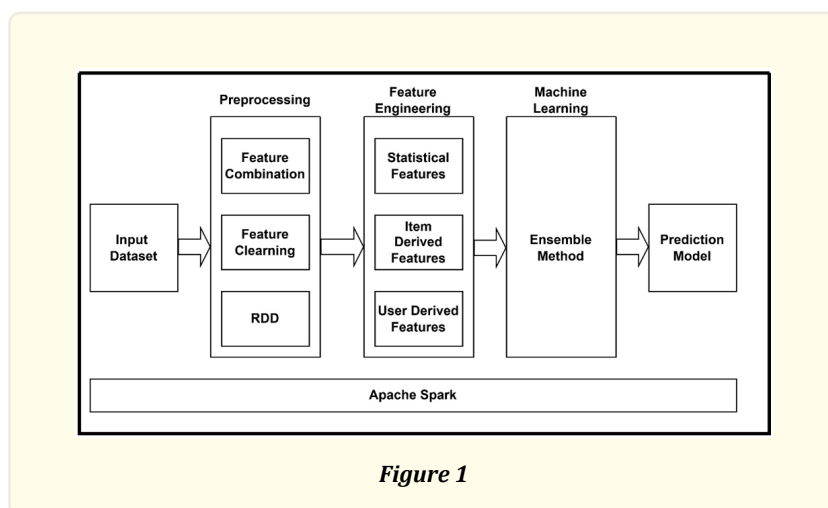 Preprocessing
Feature
Engineering
Machine
Learning
Input
Dataset
Feature
Combination
Feature
Clearning
RDD
Statistical
Features
Item
Derived
Features
User Derived
Features
Ensemble
Method
Prediction
Model
Apache Spark
Figure 1